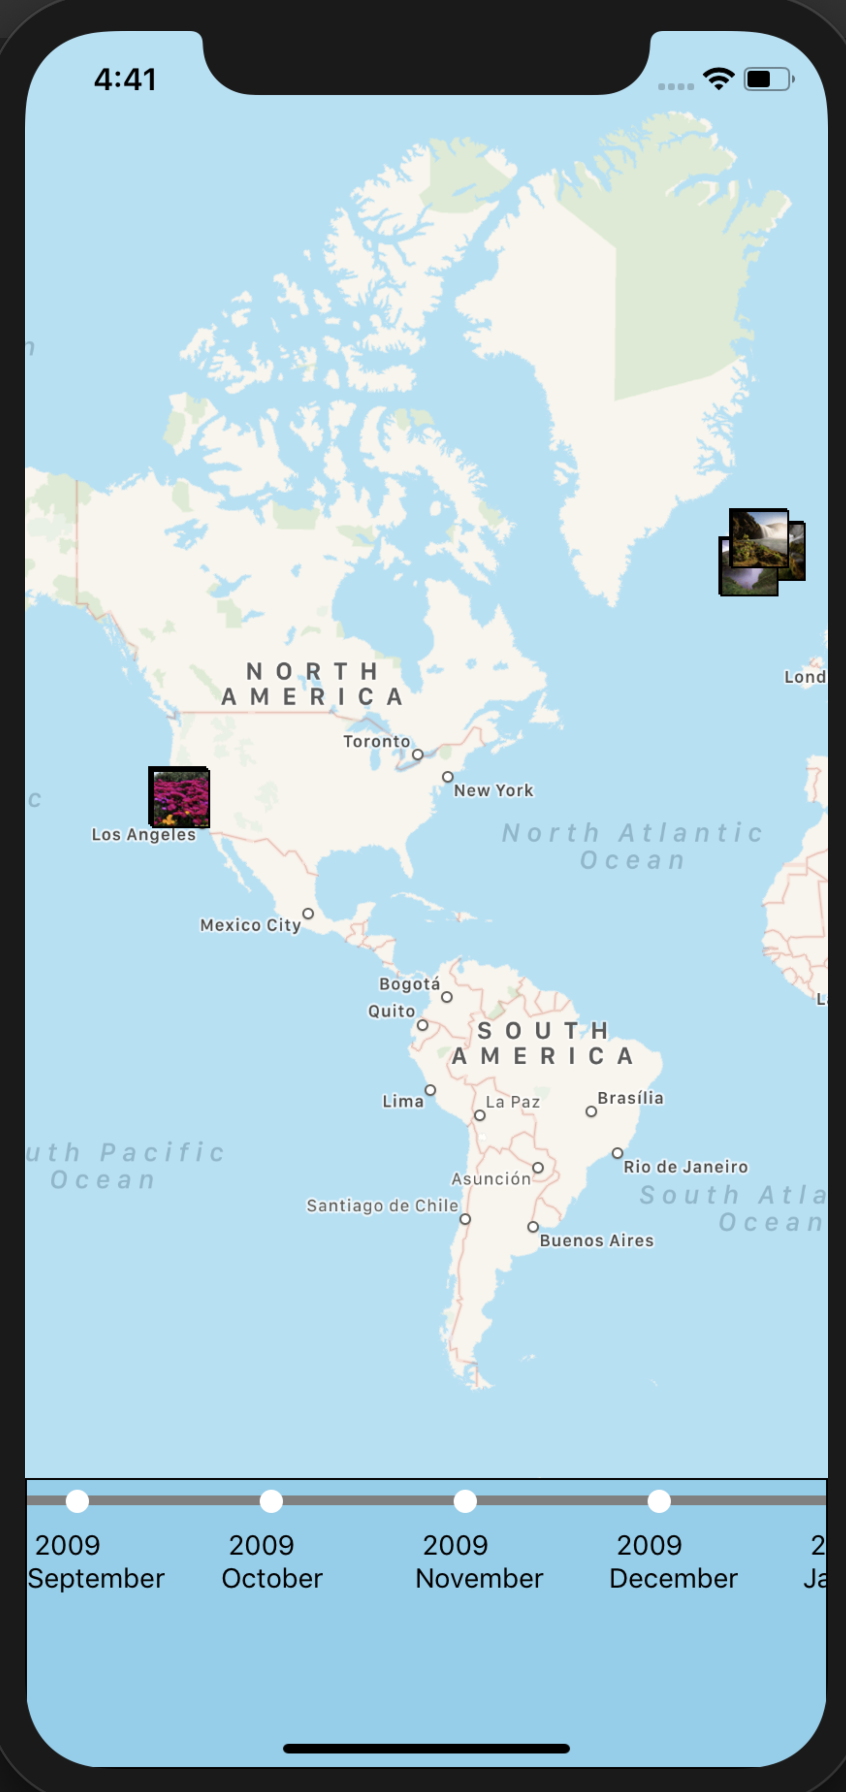 4:41
n
NORTH
AMERICA
Lond
Toronto
New York
c
Los Angeles
North Atlantic
Ocean
Mexico City
Bogotá
Quito
L
SOUTH
AMERICA
Lima
La Paz
Brasília
uth Pacific
Ocean
Asunción
Rio de Janeiro
South Atla
Ocean
Santiago de Chile
Buenos Aires
2009
September
2009
October
2009
November
2009
December
2
Ja